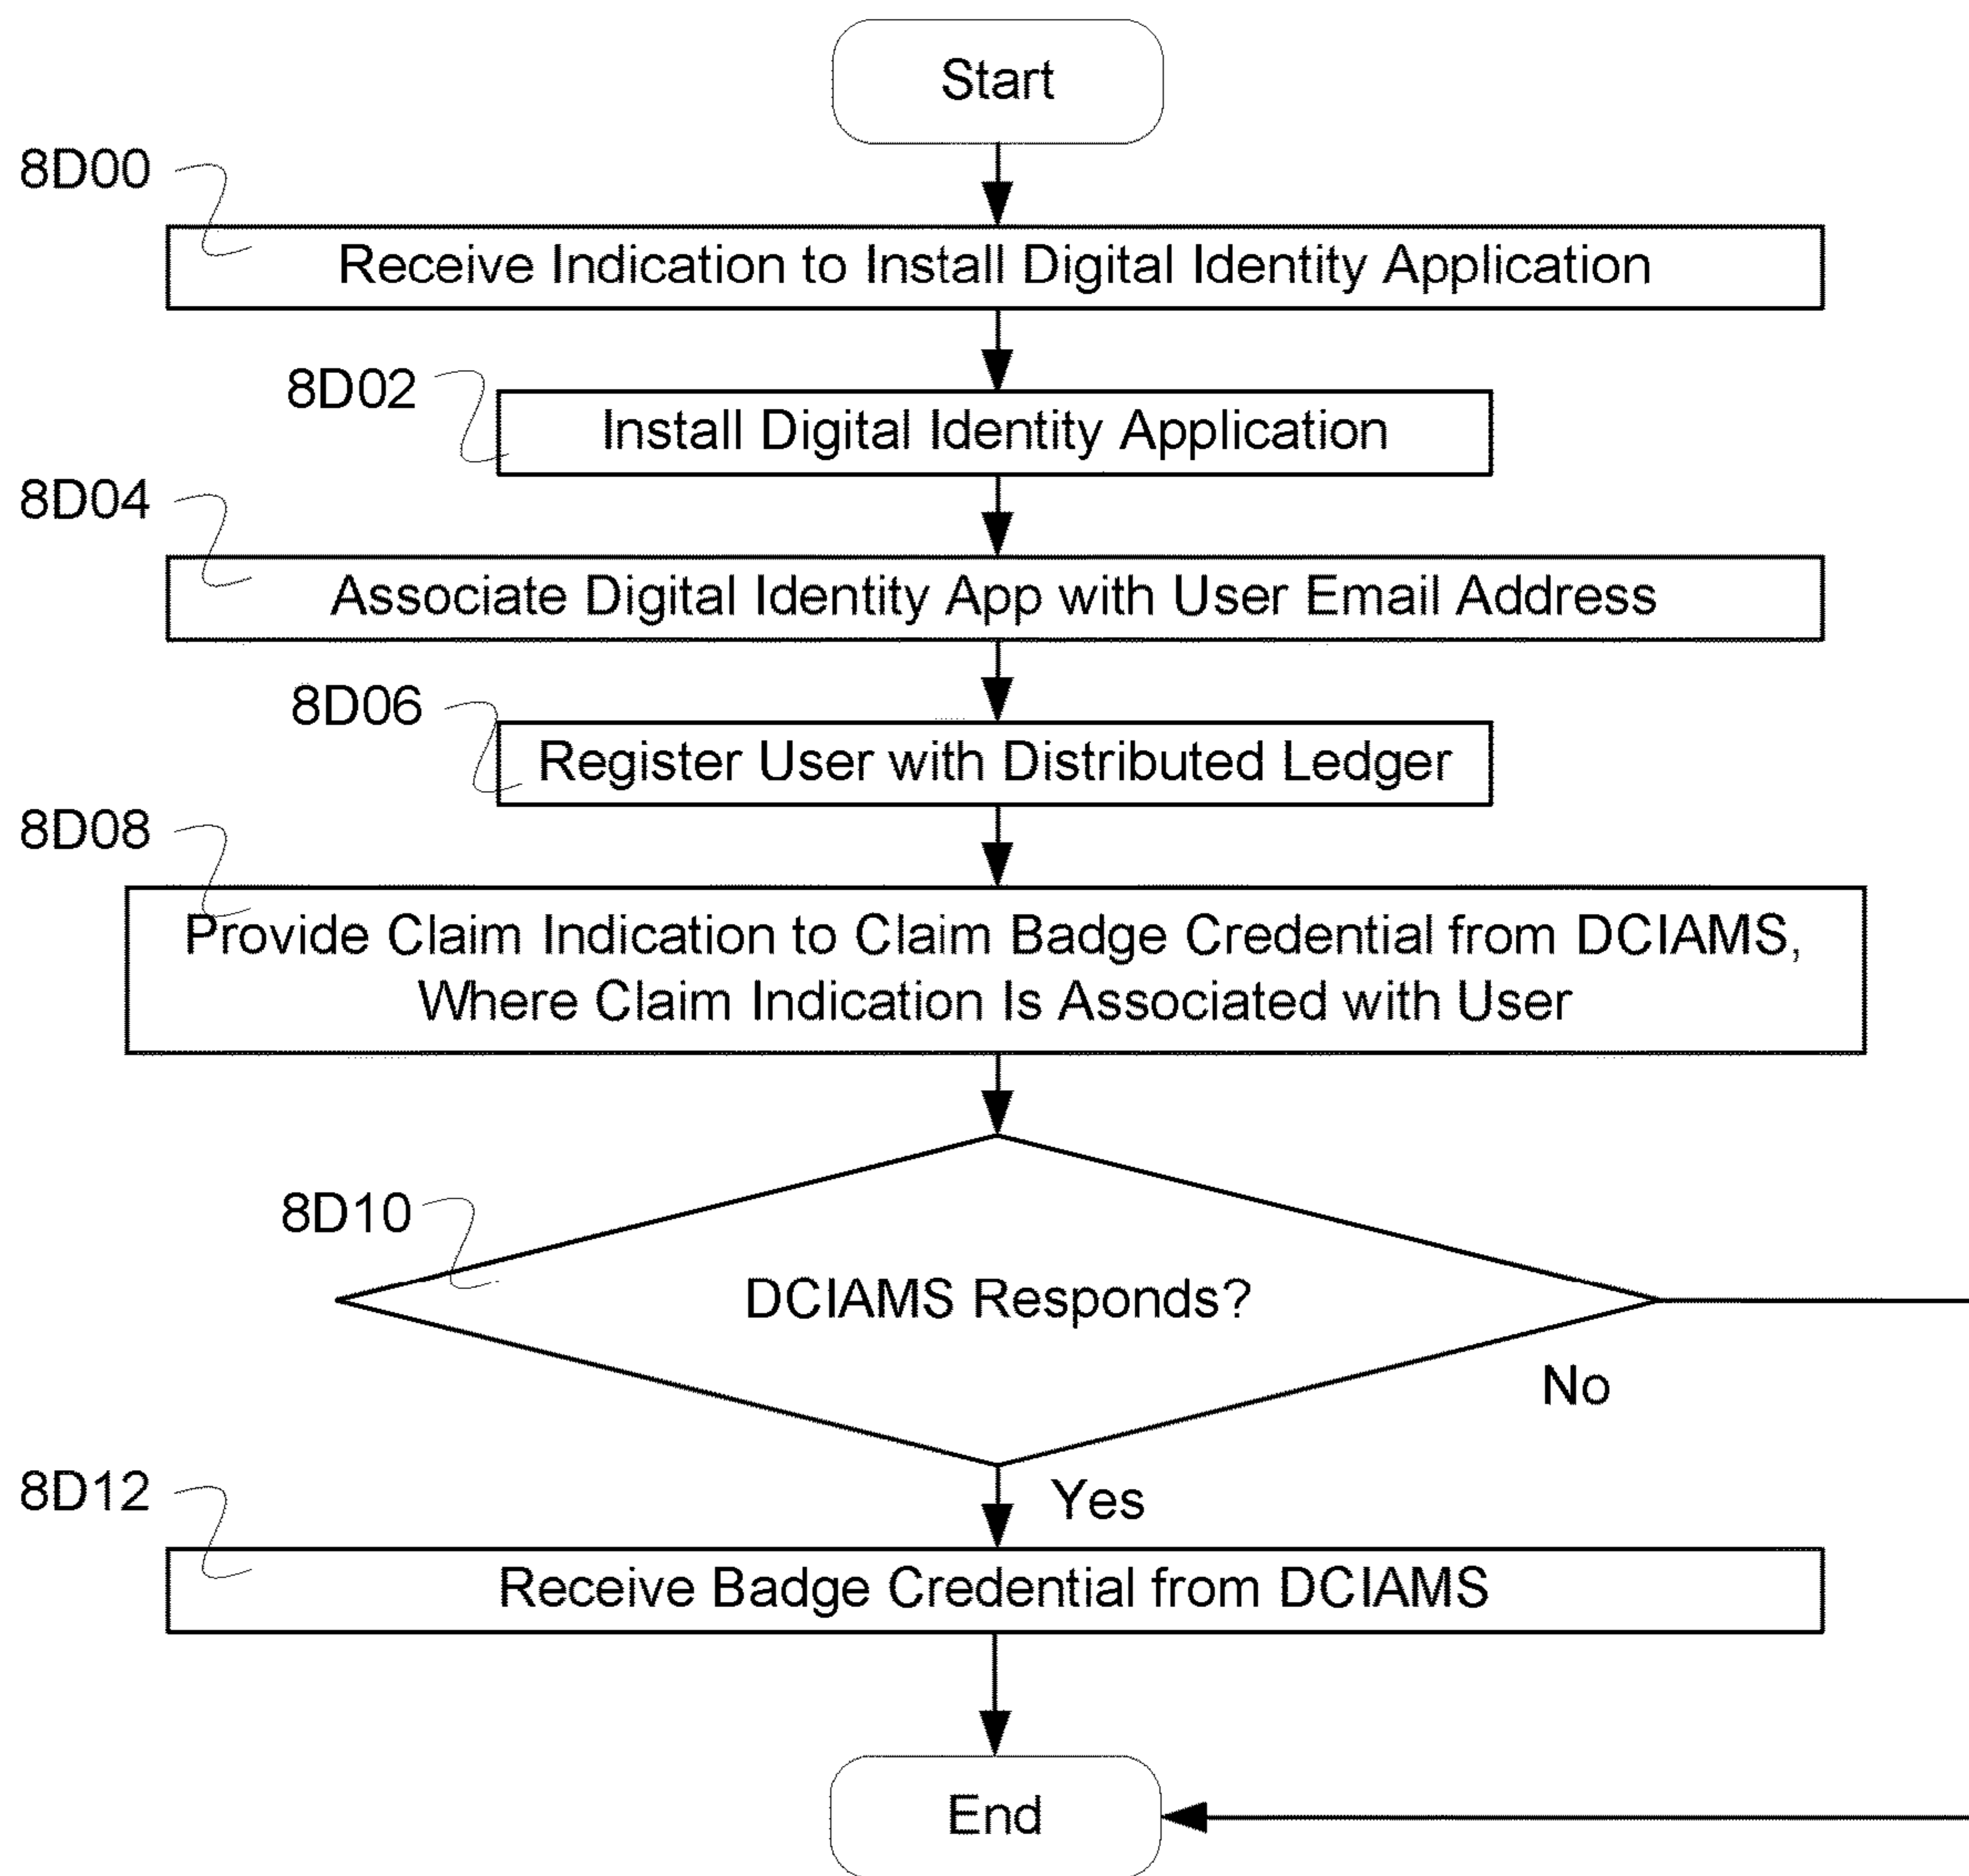 Start
8D00
Receive Indication to Install Digital Identity Application
8D02
Install Digital Identity Application
8D04
Associate Digital Identity App with User Email Address
8D06
Register User with Distributed Ledger
8D08
Provide Claim Indication to Claim Badge Credential from DCIAMS,
Where Claim Indication Is Associated with User
8D10
DCIAMS Responds?
No
Yes
8D12
Receive Badge Credential from DCIAMS
End